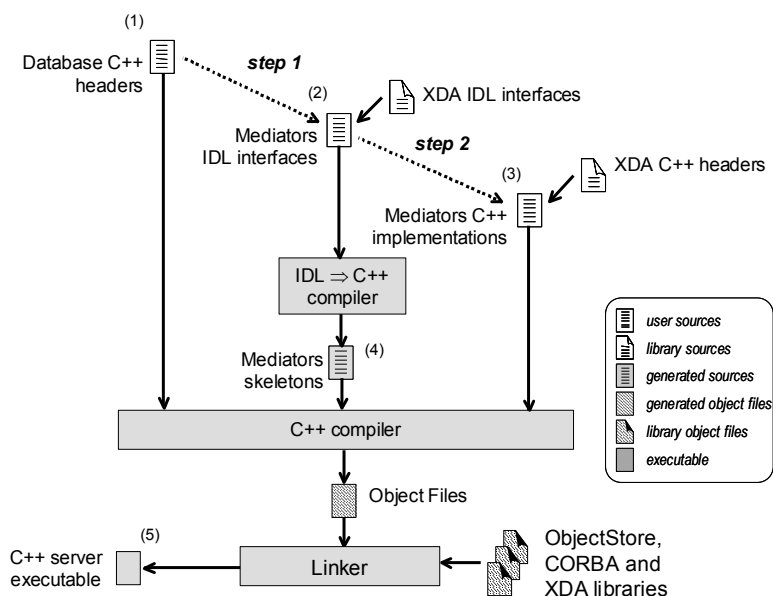 (1)
Database C++
headers
step 1
(2)
XDA IDL interfaces
Mediators
IDL interfaces
step 2
(3)
XDA C++ headers
Mediators C++
implementations
IDL ⇒ C++
compiler
Mediators
skeletons
(4)
C++ compiler
Object Files
(5)
C++ server
executable
Linker
ObjectStore,
CORBA and
XDA libraries
user sources
library sources
generated sources
generated object files
library object files
executable